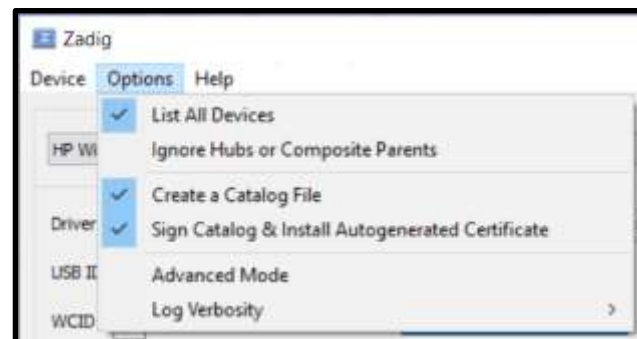 Zadig
Device Options Help
List All Devices
HP Wi
Ignore Hubs or Composite Parents
Create a Catalog File
Driver
Sign Catalog & Install Autogenerated Certificate
USB ID
Advanced Mode
Log Verbosity
WCID